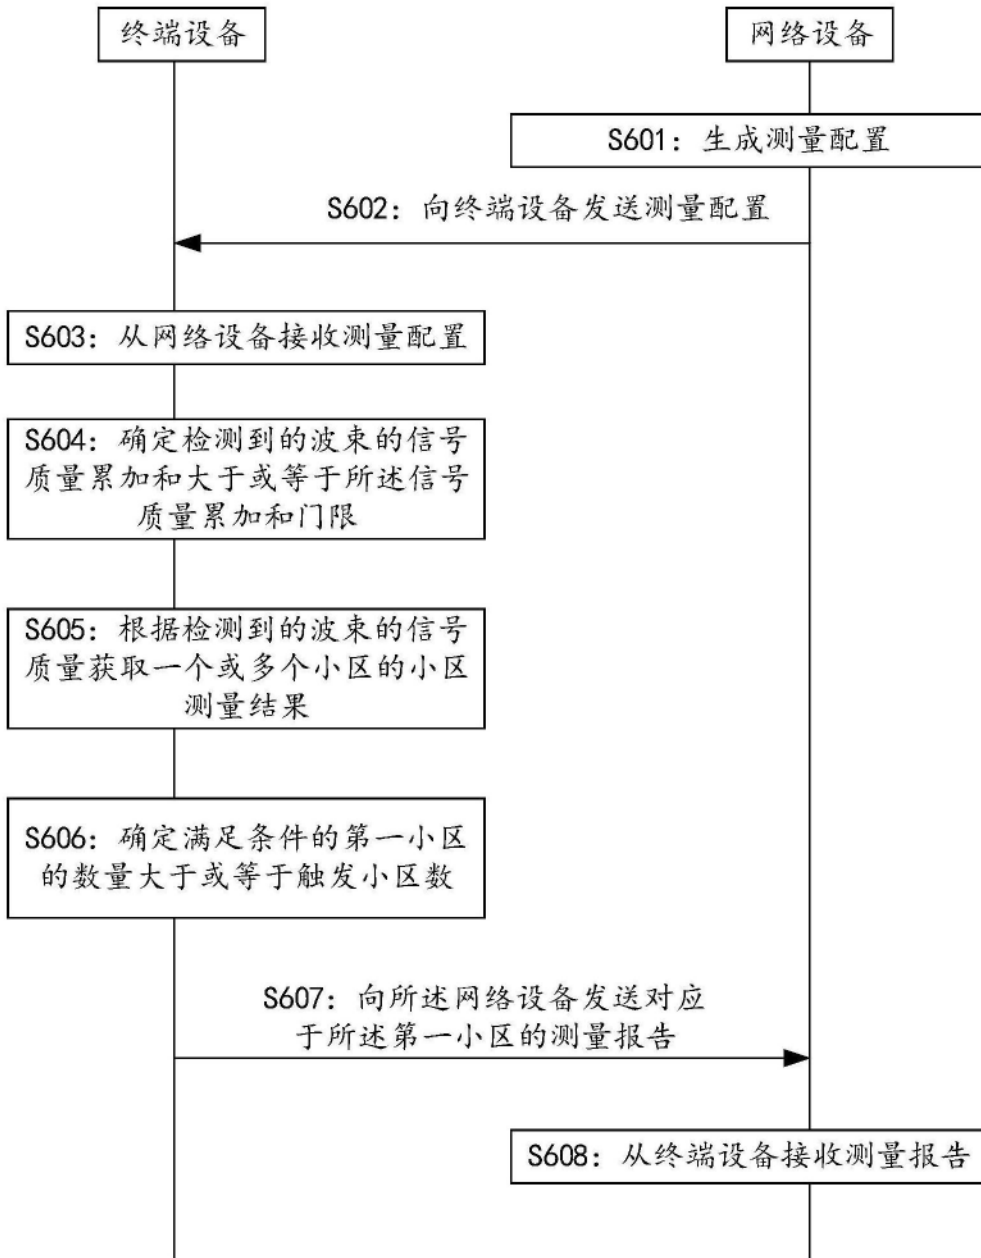 终端设备
网络设备
S601：生成测量配置
S602：向终端设备发送测量配置
S603：从网络设备接收测量配置
S604：确定检测到的波束的信号
质量累加和大于或等于所述信号
质量累加和门限
S605：根据检测到的波束的信号
质量获取一个或多个小区的小区
测量结果
S606：确定满足条件的第一小区
的数量大于或等于触发小区数
S607：向所述网络设备发送对应
于所述第一小区的测量报告
S608：从终端设备接收测量报告